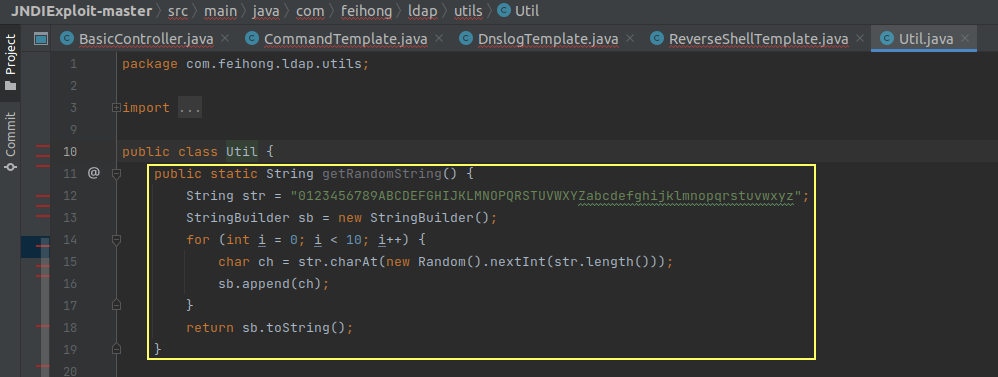 JNDIExploit-master › src › main › java › com › feihong › ldap › utils › Util
Project
Commit
BasicController.java × CommandTemplate.java × DnslogTemplate.java × ReverseShellTemplate.java × Util.java ×
1 package com.feihong.ldap.utils;
2
3 import ...
9
10 public class Util {
11 @ public static String getRandomString() {
12 String str = "0123456789ABCDEFGHIJKLMNOPQRSTUVWXYZabcdefghijklmnopqrstuvwxyz";
13 StringBuilder sb = new StringBuilder();
14 for (int i = 0; i < 10; i++) {
15 char ch = str.charAt(new Random().nextInt(str.length()));
16 sb.append(ch);
17 }
18 return sb.toString();
19 }
20